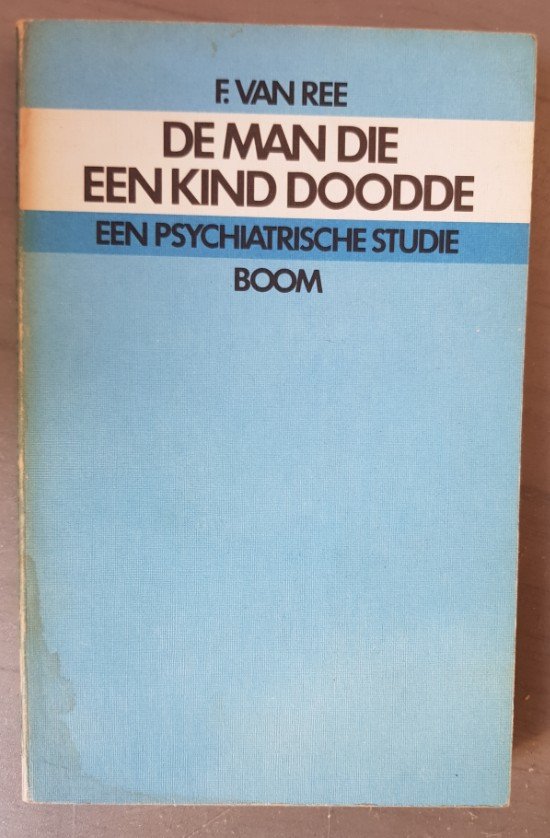 F. VAN REE
DE MAN DIE
EEN KIND DOODDE
EEN PSYCHIATRISCHE STUDIE
BOOM